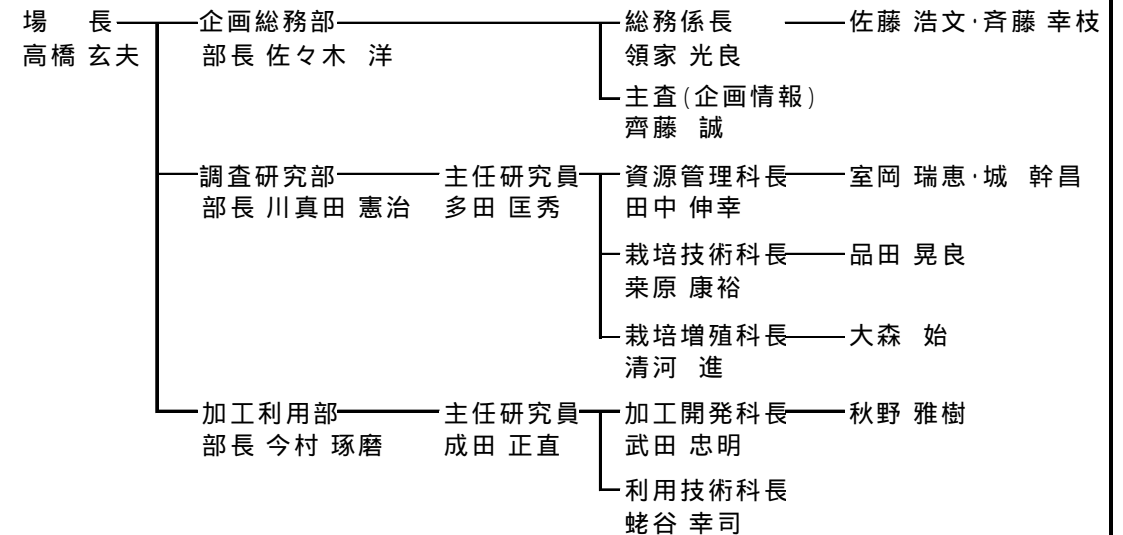 場　長 企画総務部 総務係長 佐藤 浩文·斉藤 幸枝
高橋 玄夫 部長 佐々木 洋 領家 光良
主査(企画情報)
齊藤 誠
調査研究部 主任研究員 資源管理科長 室岡 瑞恵·城 幹昌
部長 川真田 憲治 多田 匡秀 田中 伸幸
栽培技術科長 品田 晃良
桒原 康裕
栽培増殖科長 大森 始
清河 進
加工利用部 主任研究員 加工開発科長 秋野 雅樹
部長 今村 琢磨 成田 正直 武田 忠明
利用技術科長
蛯谷 幸司